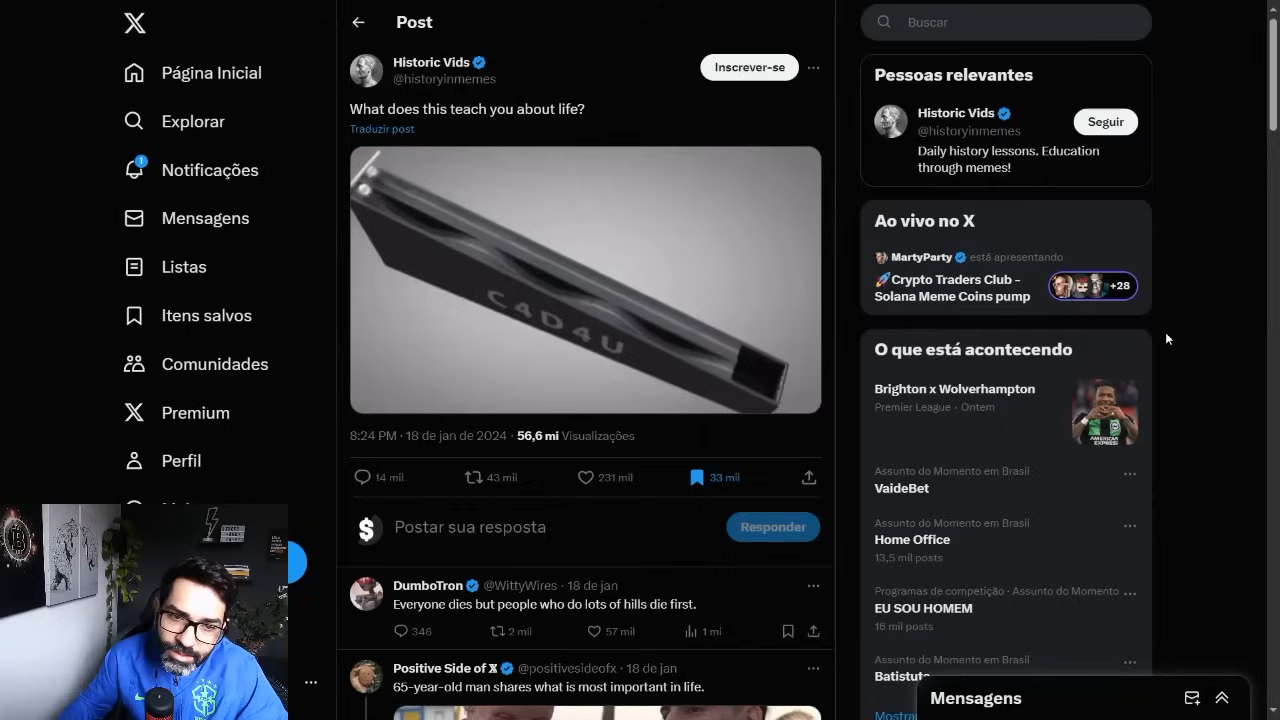 Página Inicial
Explorar
1
Notificações
Mensagens
Listas
Itens salvos
Comunidades
Premium
Perfil
Post
Historic Vids
@historyinmemes
Inscrever-se
What does this teach you about life?
Traduzir post
C4D4U
8:24 PM · 18 de jan de 2024 · 56,6 mi Visualizações
14 mil
43 mil
231 mil
33 mil
$
Postar sua resposta
Responder
DumboTron @WittyWires · 18 de jan
Everyone dies but people who do lots of hills die first.
346
2 mil
57 mil
1 mi
Positive Side of X @positivesideofx · 18 de jan
65-year-old man shares what is most important in life.
Buscar
Pessoas relevantes
Historic Vids
@historyinmemes
Seguir
Daily history lessons. Education
through memes!
Ao vivo no X
MartyParty está apresentando
🚀Crypto Traders Club -
Solana Meme Coins pump
+28
O que está acontecendo
Brighton x Wolverhampton
Premier League · Ontem
AMERICAN
EXPRESS
Assunto do Momento em Brasil
VaideBet
Assunto do Momento em Brasil
Home Office
13,5 mil posts
Programas de competição · Assunto do Momento
EU SOU HOMEM
16 mil posts
Assunto do Momento em Brasil
Batistuta
Mostra
Mensagens